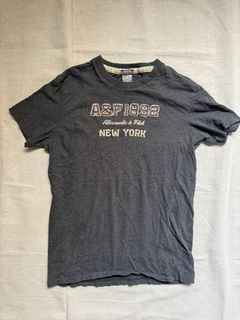 A&F 1892
Abercrombie & Fitch
NEW YORK